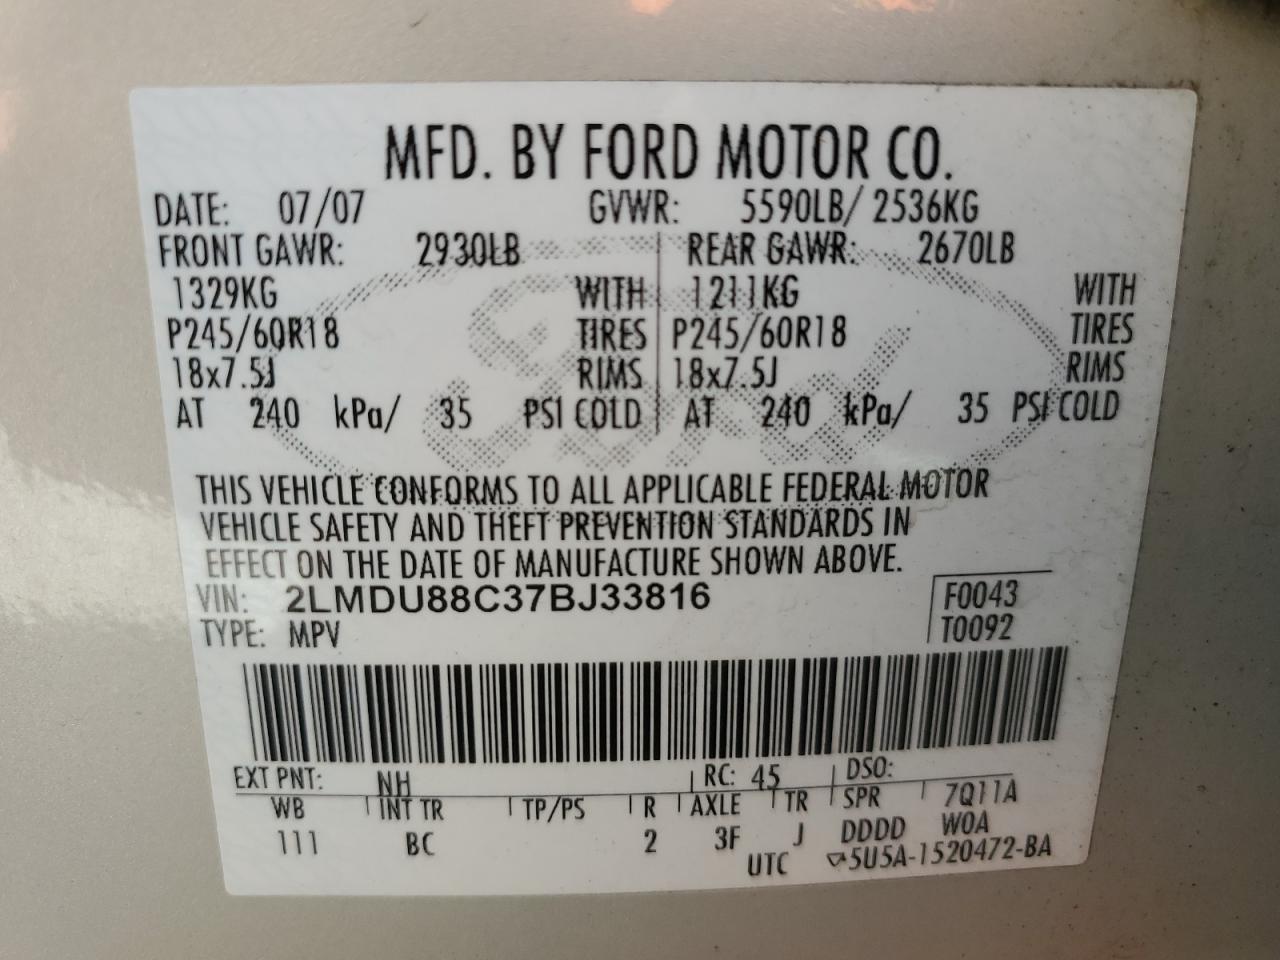 MFD. BY FORD MOTOR CO.
DATE: 07/07 GVWR: 5590LB/ 2536KG
FRONT GAWR: 2930LB REAR GAWR: 2670LB
1329KG WITH 1211KG WITH
P245/60R18 TIRES P245/60R18 TIRES
18x7.5J RIMS 18x7.5J RIMS
AT 240 kPa/ 35 PSI COLD AT 240 kPa/ 35 PSI COLD
Ford
THIS VEHICLE CONFORMS TO ALL APPLICABLE FEDERAL MOTOR
VEHICLE SAFETY AND THEFT PREVENTION STANDARDS IN
EFFECT ON THE DATE OF MANUFACTURE SHOWN ABOVE.
VIN: 2LMDU88C37BJ33816 F0043
TYPE: MPV T0092
EXT PNT: NH RC: 45 DSO:
WB INT TR TP/PS R AXLE TR SPR 7Q11A
111 BC 2 3F J DDDD W0A
UTC 5U5A-1520472-BA